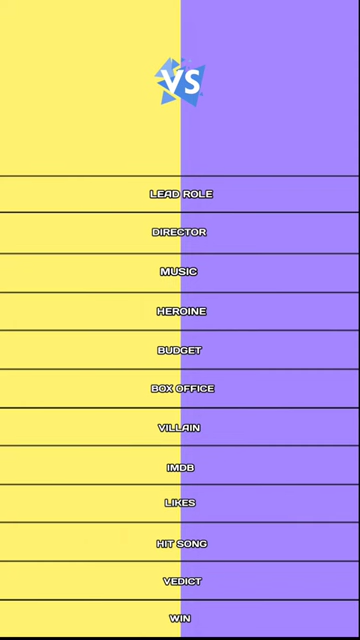 VS
LEAD ROLE
DIRECTOR
MUSIC
HEROINE
BUDGET
BOX OFFICE
VILLAIN
IMDB
LIKES
HIT SONG
VEDICT
WIN